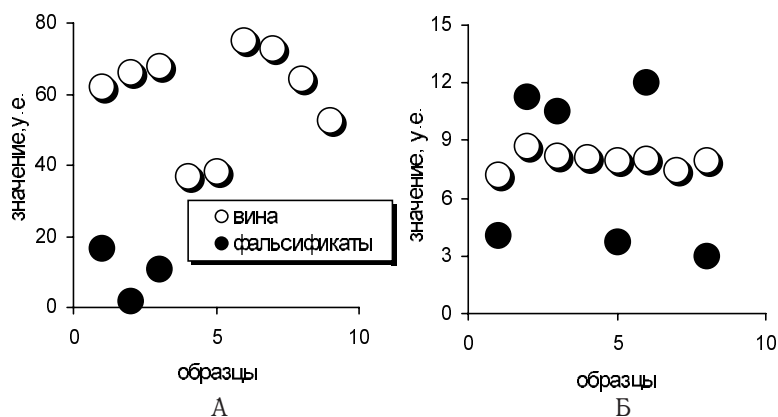 80
60
40
20
0
0
5
10
значение,у.е.
образцы
вина
фальсификаты
А
15
12
9
6
3
0
0
5
10
значение, у.е.
образцы
Б